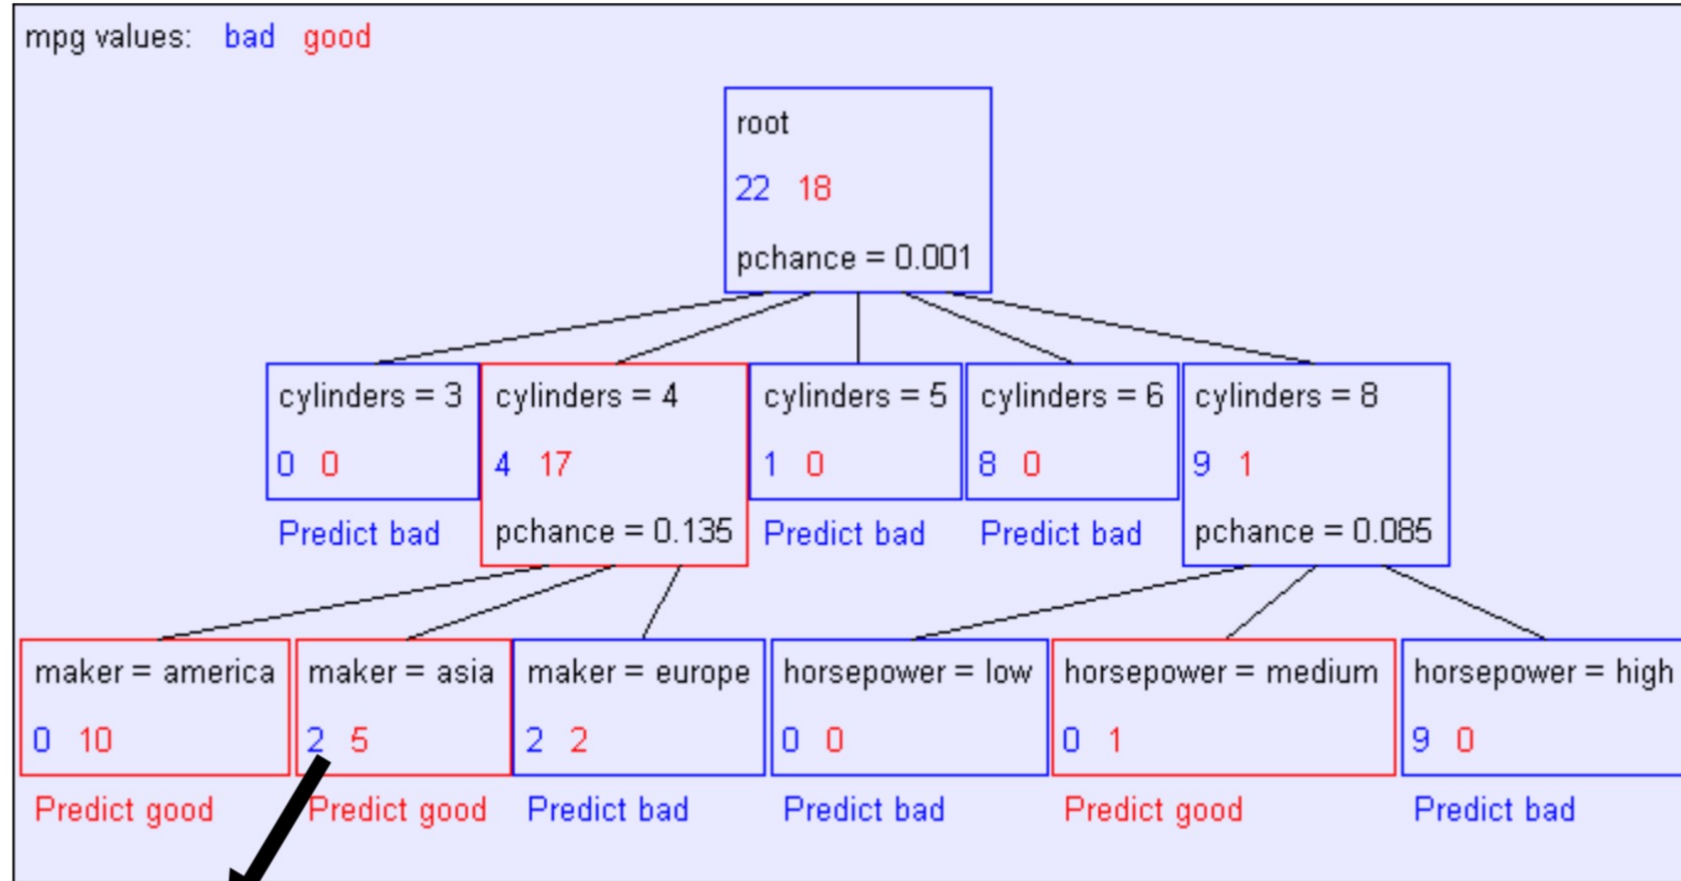 mpg values: bad good
root
22 18
pchance = 0.001
cylinders = 3
0 0
Predict bad
cylinders = 4
4 17
pchance = 0.135
cylinders = 5
1 0
Predict bad
cylinders = 6
8 0
Predict bad
cylinders = 8
9 1
pchance = 0.085
maker = america
0 10
Predict good
maker = asia
2 5
Predict good
maker = europe
2 2
Predict bad
horsepower = low
0 0
Predict bad
horsepower = medium
0 1
Predict good
horsepower = high
9 0
Predict bad